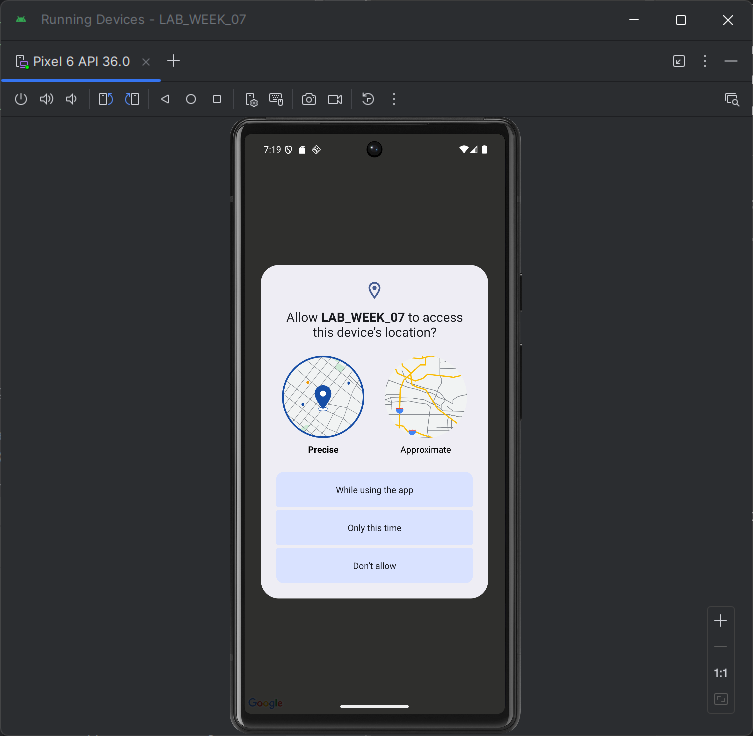 Running Devices - LAB_WEEK_07
Pixel 6 API 36.0
7:19
Allow LAB_WEEK_07 to access
this device's location?
Precise
Approximate
While using the app
Only this time
Don't allow
1:1
Google